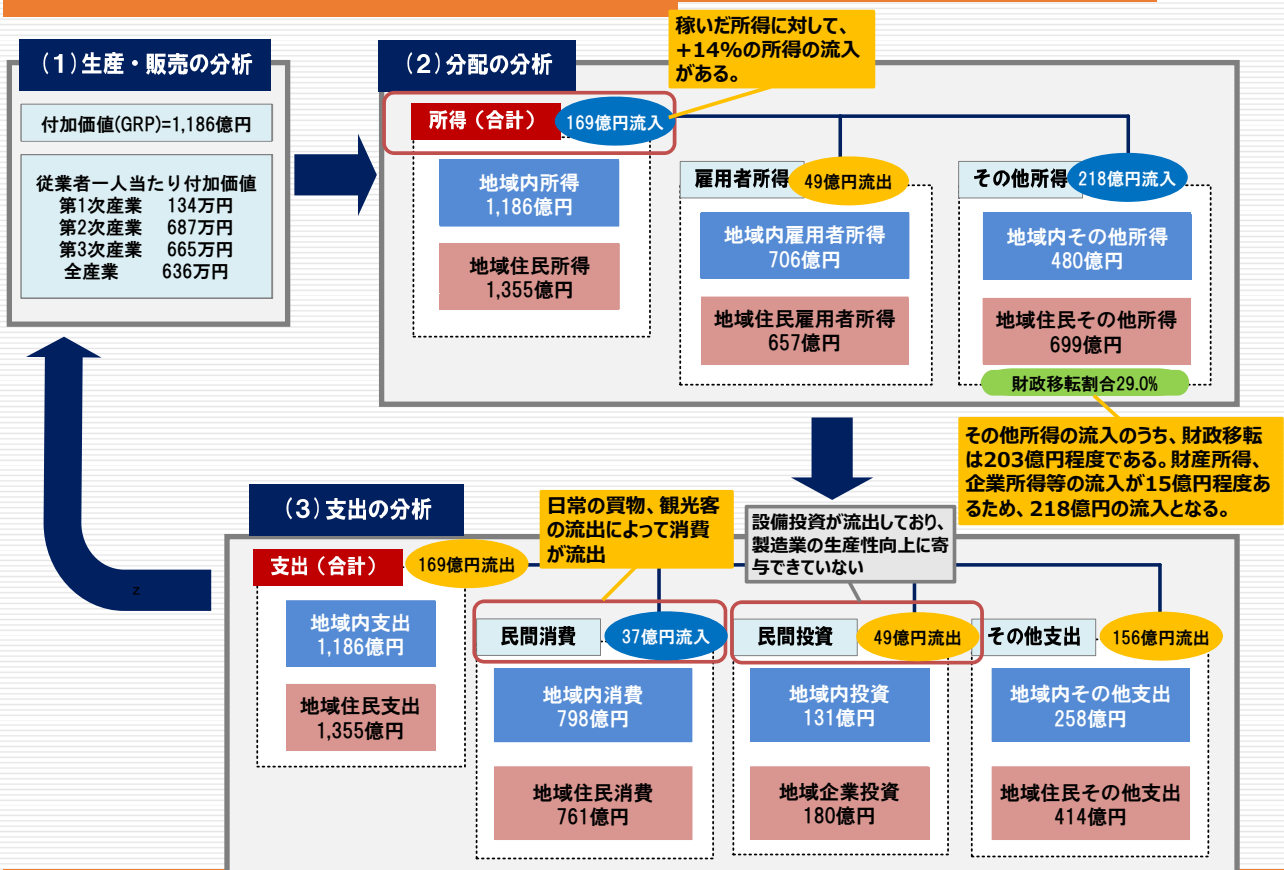 (1)生産・販売の分析
付加価値(GRP)=1,186億円
従業者一人当たり付加価値
第1次産業 134万円
第2次産業 687万円
第3次産業 665万円
全産業 636万円
(2)分配の分析
稼いだ所得に対して、
+14%の所得の流入
がある。
所得(合計)
169億円流入
地域内所得
1,186億円
地域住民所得
1,355億円
雇用者所得
49億円流出
地域内雇用者所得
706億円
地域住民雇用者所得
657億円
その他所得
218億円流入
地域内その他所得
480億円
地域住民その他所得
699億円
財政移転割合29.0%
その他所得の流入のうち、財政移転
は203億円程度である。財産所得、
企業所得等の流入が15億円程度あ
るため、218億円の流入となる。
(3)支出の分析
日常の買物、観光客
の流出によって消費
が流出
設備投資が流出しており、
製造業の生産性向上に寄
与できていない
支出(合計)
169億円流出
地域内支出
1,186億円
地域住民支出
1,355億円
民間消費
37億円流入
地域内消費
798億円
地域住民消費
761億円
民間投資
49億円流出
地域内投資
131億円
地域企業投資
180億円
その他支出
156億円流出
地域内その他支出
258億円
地域住民その他支出
414億円
z